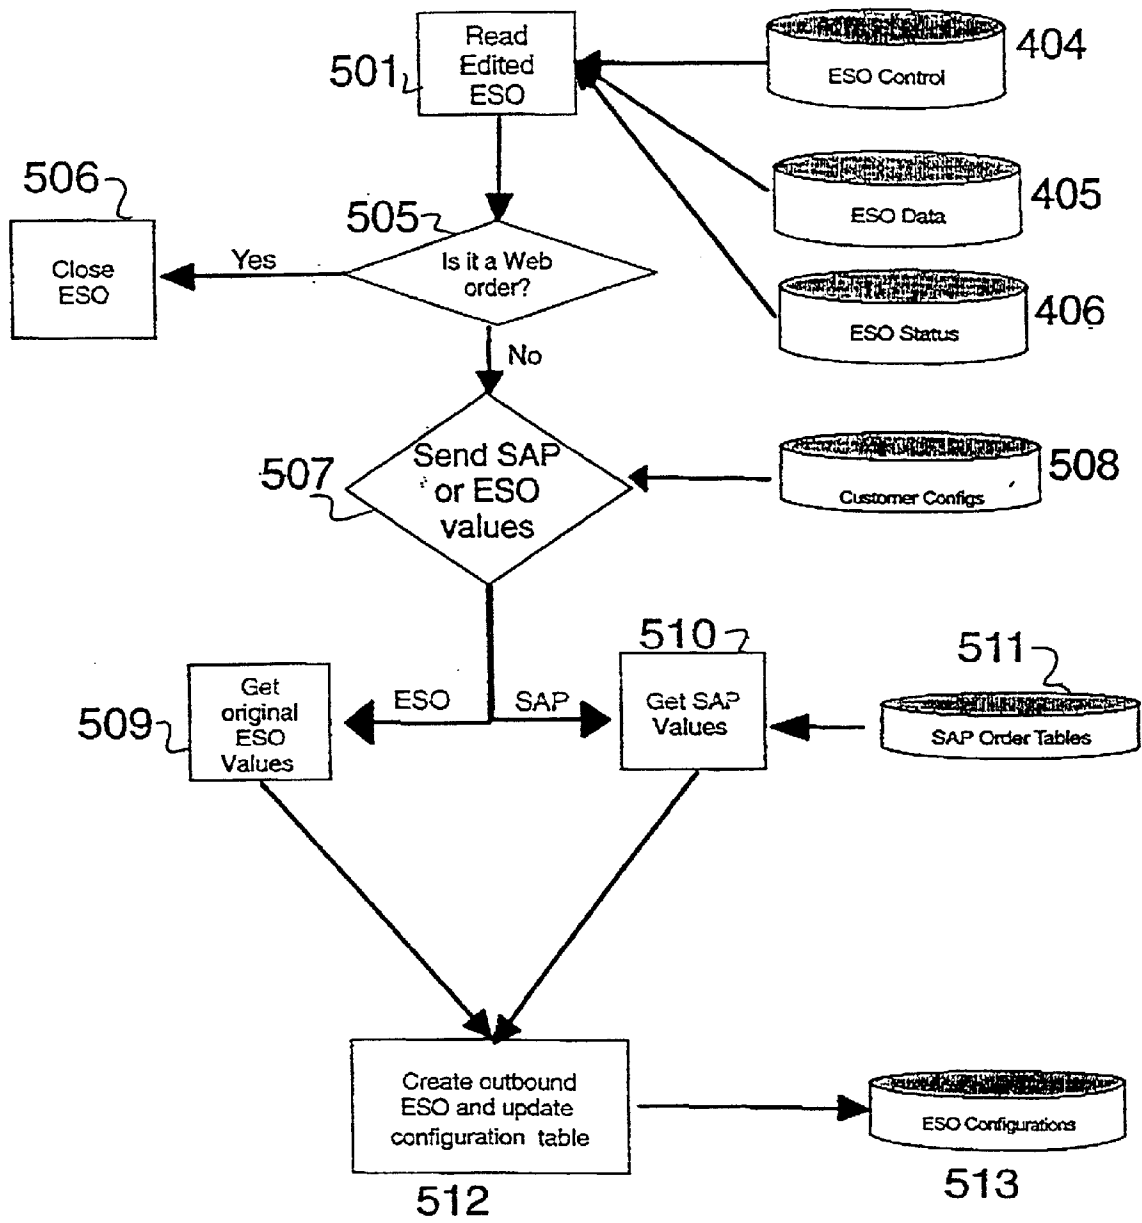 Read
Edited
ESO
501
ESO Control
404
ESO Data
405
506
505
Close
ESO
Yes
Is it a Web
order?
ESO Status
406
No
507
Send SAP
or ESO
values
Customer Configs
508
510
511
509
Get
original
ESO
Values
ESO
SAP
Get SAP
Values
SAP Order Tables
Create outbound
ESO and update
configuration table
512
ESO Configurations
513